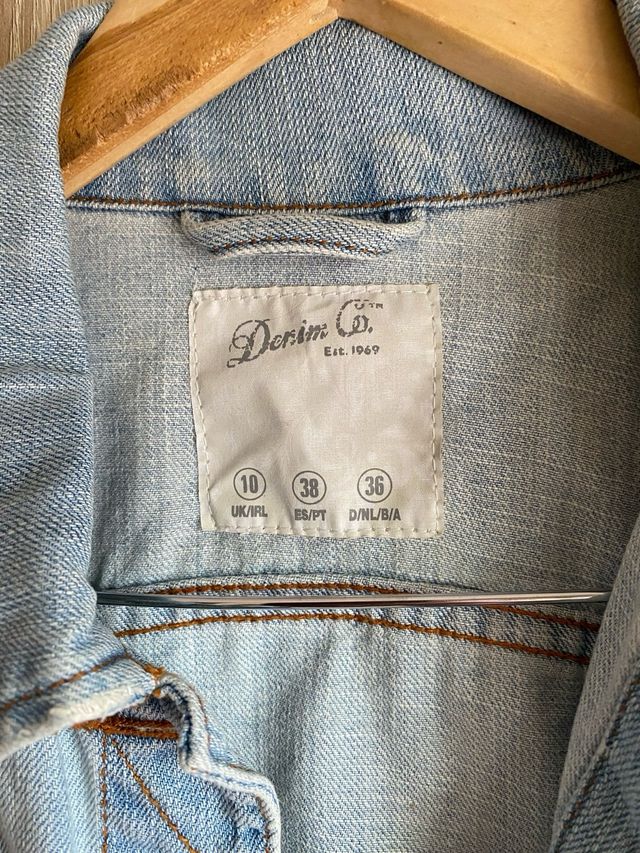 Denim Co.™
Est. 1969
10 38 36
UK/IRL ES/PT D/NL/B/A